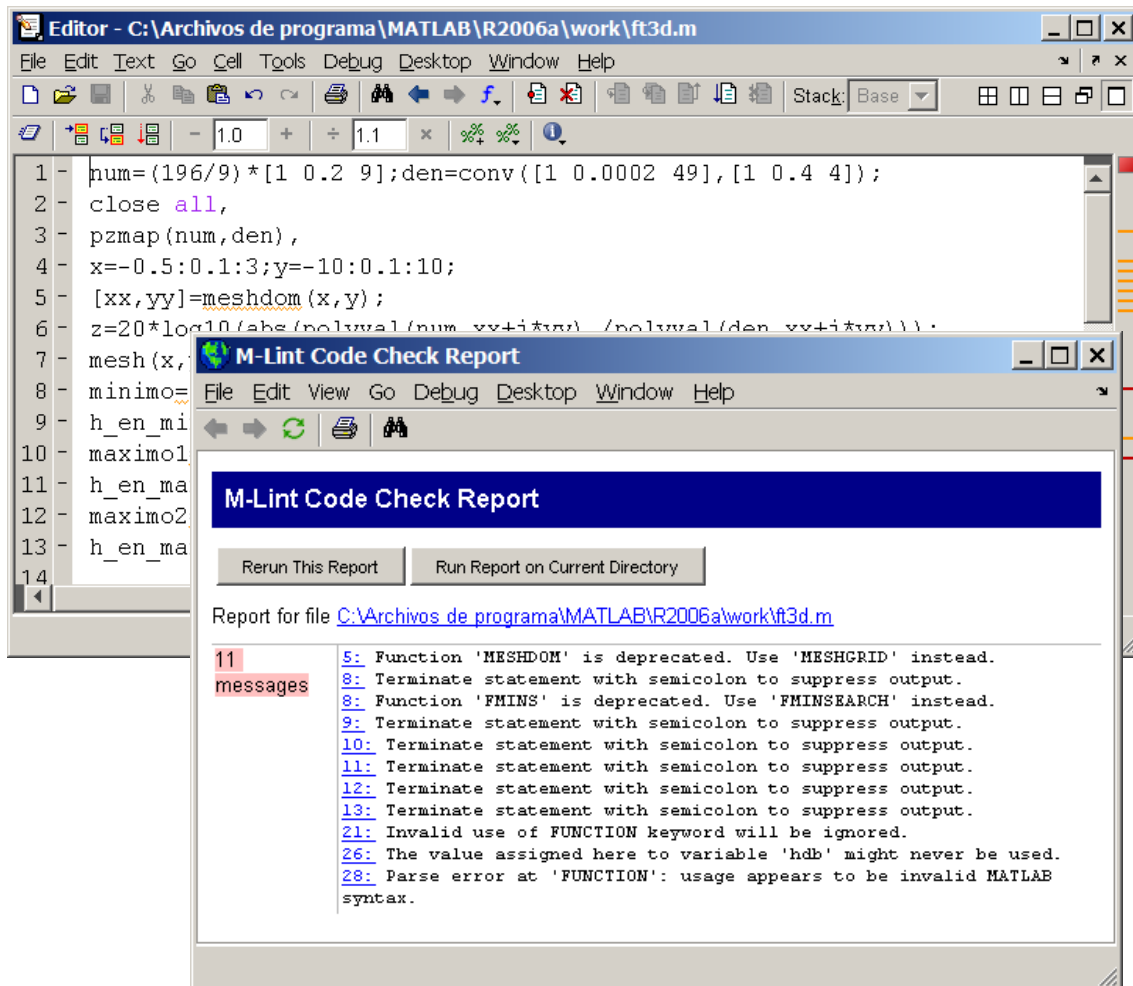 Editor - C:\Archivos de programa\MATLAB\R2006a\work\ft3d.m
File Edit Text Go Cell Tools Debug Desktop Window Help
Stack: Base
1.0 + ÷ 1.1 ×
1 - num=(196/9)*[1 0.2 9];den=conv([1 0.0002 49],[1 0.4 4]);
2 - close all,
3 - pzmap(num,den),
4 - x=-0.5:0.1:3;y=-10:0.1:10;
5 - [xx,yy]=meshdom(x,y);
6 - z=20*log10(abs(polyval(num,xx+i*yy)./polyval(den,xx+i*yy)));
7 - mesh(x,
8 - minimo=
9 - h_en_mi
10 - maximo1
11 - h_en_ma
12 - maximo2
13 - h_en_ma
14
M-Lint Code Check Report
File Edit View Go Debug Desktop Window Help
M-Lint Code Check Report
Rerun This Report Run Report on Current Directory
Report for file C:\Archivos de programa\MATLAB\R2006a\work\ft3d.m
11 messages
5: Function 'MESHDOM' is deprecated. Use 'MESHGRID' instead.
8: Terminate statement with semicolon to suppress output.
8: Function 'FMINS' is deprecated. Use 'FMINSEARCH' instead.
9: Terminate statement with semicolon to suppress output.
10: Terminate statement with semicolon to suppress output.
11: Terminate statement with semicolon to suppress output.
12: Terminate statement with semicolon to suppress output.
13: Terminate statement with semicolon to suppress output.
21: Invalid use of FUNCTION keyword will be ignored.
26: The value assigned here to variable 'hdb' might never be used.
28: Parse error at 'FUNCTION': usage appears to be invalid MATLAB
syntax.